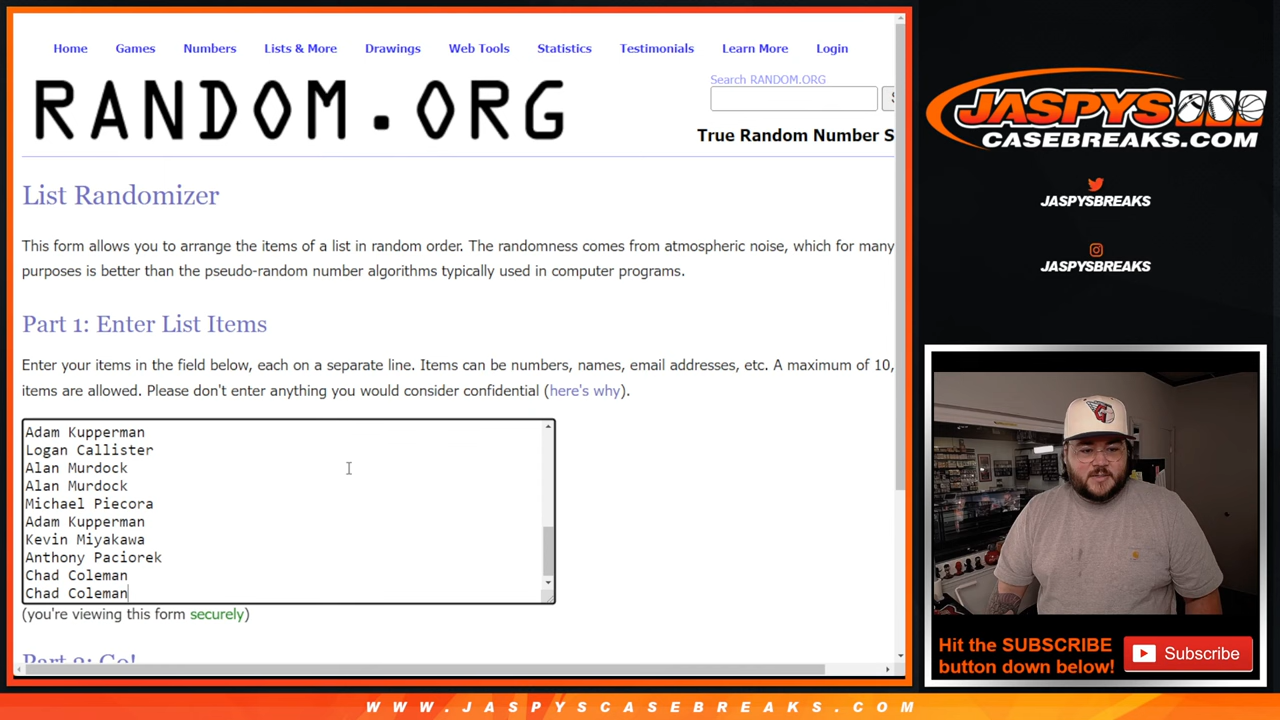 Home Games Numbers Lists & More Drawings Web Tools Statistics Testimonials Learn More Login
Search RANDOM.ORG
RANDOM.ORG
True Random Number S
List Randomizer
This form allows you to arrange the items of a list in random order. The randomness comes from atmospheric noise, which for many
purposes is better than the pseudo-random number algorithms typically used in computer programs.
Part 1: Enter List Items
Enter your items in the field below, each on a separate line. Items can be numbers, names, email addresses, etc. A maximum of 10,
items are allowed. Please don't enter anything you would consider confidential (here's why).
Adam Kupperman
Logan Callister
Alan Murdock
Alan Murdock
Michael Piecora
Adam Kupperman
Kevin Miyakawa
Anthony Paciorek
Chad Coleman
Chad Coleman
(you're viewing this form securely)
Part 2: Go!
JASPYS
CASEBREAKS.COM
JASPYSBREAKS
JASPYSBREAKS
Hit the SUBSCRIBE
button down below!
Subscribe
WWW.JASPYSCASEBREAKS.COM